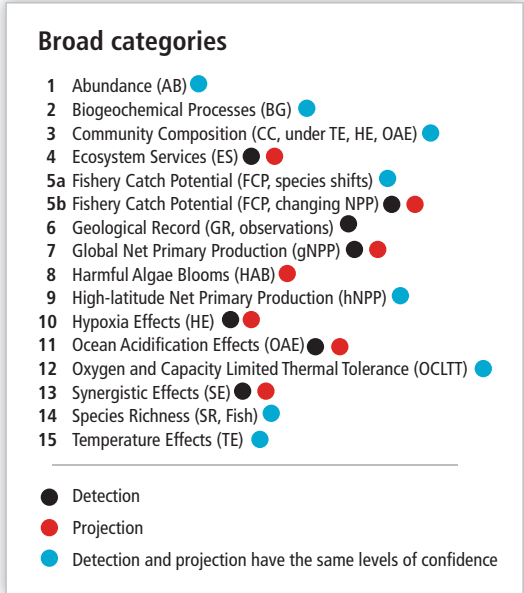 Broad categories
1 Abundance (AB)
2 Biogeochemical Processes (BG)
3 Community Composition (CC, under TE, HE, OAE)
4 Ecosystem Services (ES)
5a Fishery Catch Potential (FCP, species shifts)
5b Fishery Catch Potential (FCP, changing NPP)
6 Geological Record (GR, observations)
7 Global Net Primary Production (gNPP)
8 Harmful Algae Blooms (HAB)
9 High-latitude Net Primary Production (hNPP)
10 Hypoxia Effects (HE)
11 Ocean Acidification Effects (OAE)
12 Oxygen and Capacity Limited Thermal Tolerance (OCLTT)
13 Synergistic Effects (SE)
14 Species Richness (SR, Fish)
15 Temperature Effects (TE)
Detection
Projection
Detection and projection have the same levels of confidence